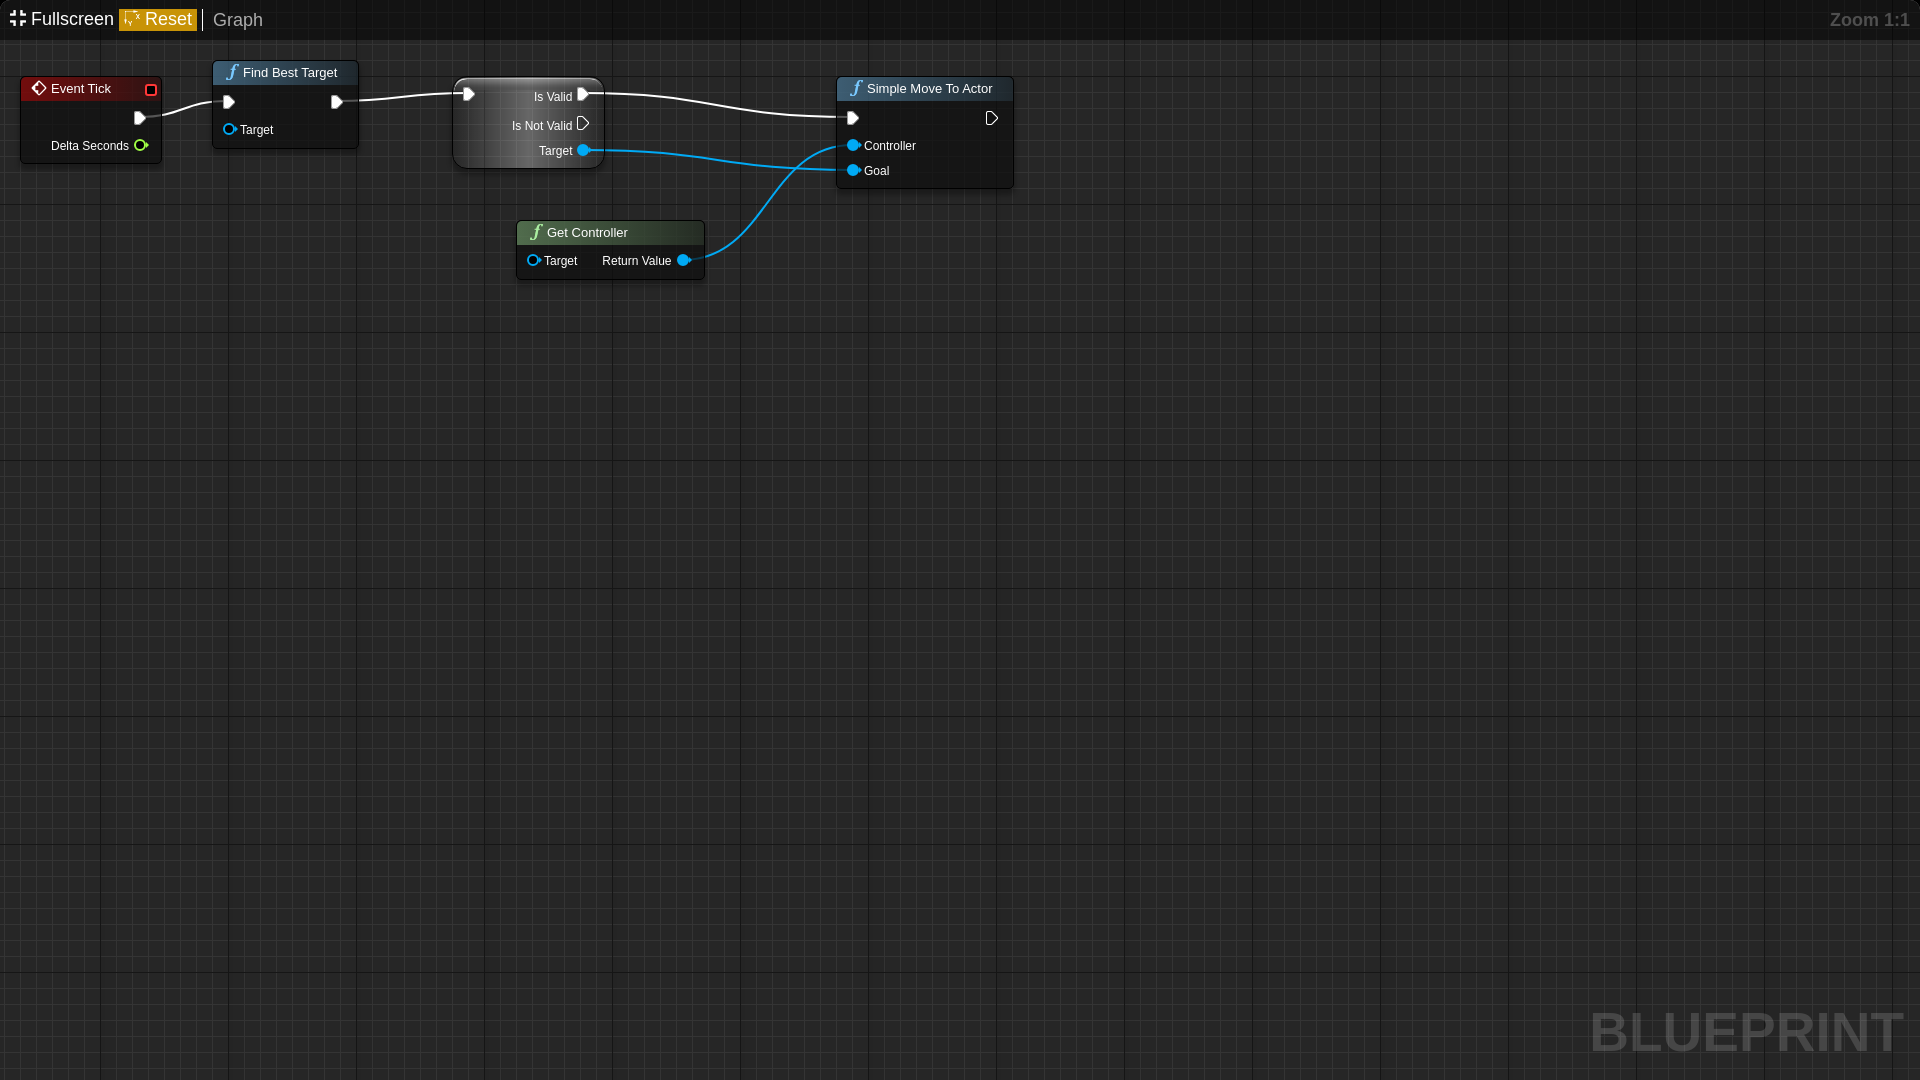 Fullscreen Reset Graph
Zoom 1:1
Event Tick
Delta Seconds
Find Best Target
Target
Is Valid
Is Not Valid
Target
Simple Move To Actor
Controller
Goal
Get Controller
Target Return Value
BLUEPRINT